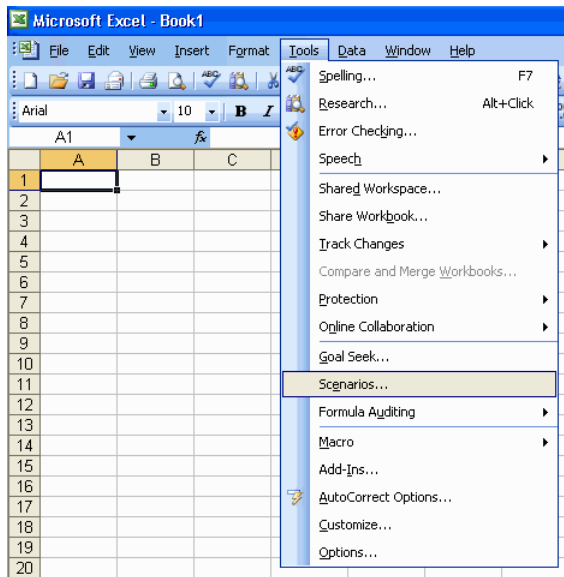 Microsoft Excel - Book1
File Edit View Insert Format Tools Data Window Help
ABC
Arial 10 B I
A1 fx
A B C
1
2
3
4
5
6
7
8
9
10
11
12
13
14
15
16
17
18
19
20
ABC Spelling... F7
Research... Alt+Click
Error Checking...
Speech
Shared Workspace...
Share Workbook...
Track Changes
Compare and Merge Workbooks...
Protection
Online Collaboration
Goal Seek...
Scenarios...
Formula Auditing
Macro
Add-Ins...
AutoCorrect Options...
Customize...
Options...